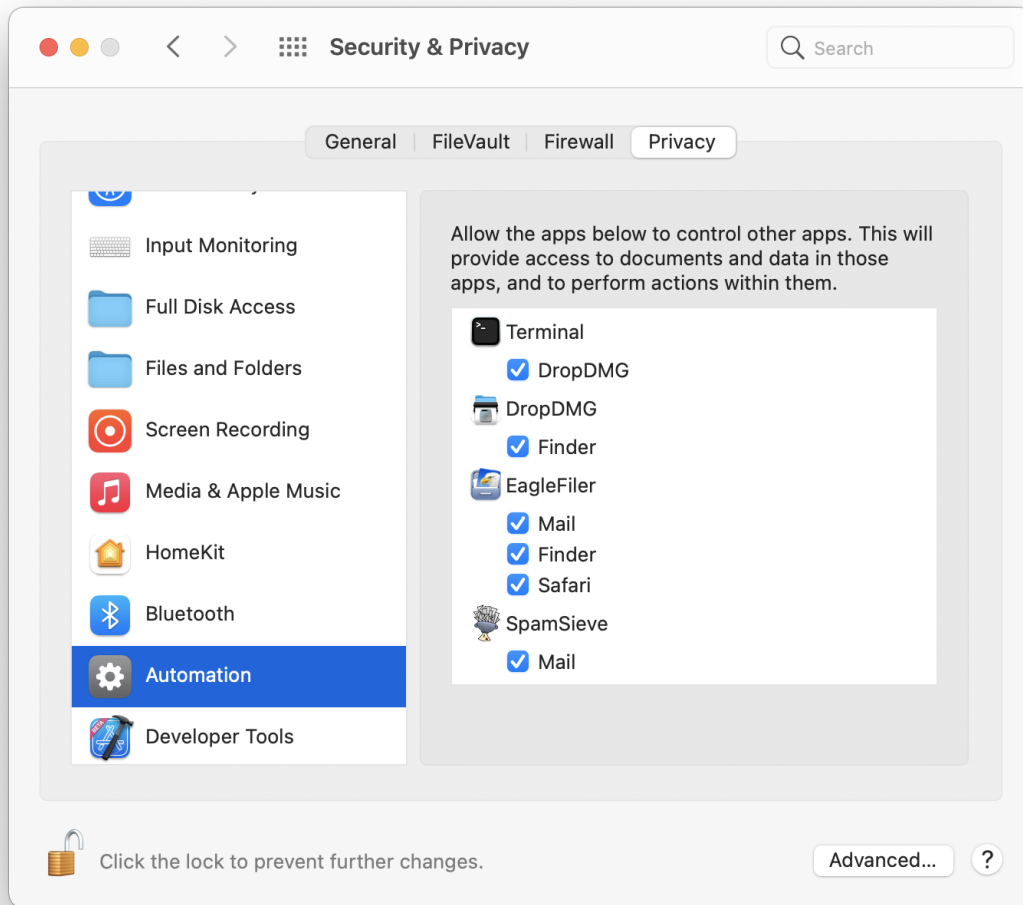 Security & Privacy
Search
General
FileVault
Firewall
Privacy
Input Monitoring
Full Disk Access
Files and Folders
Screen Recording
Media & Apple Music
HomeKit
Bluetooth
Automation
Developer Tools
Allow the apps below to control other apps. This will
provide access to documents and data in those
apps, and to perform actions within them.
Terminal
DropDMG
DropDMG
Finder
EagleFiler
Mail
Finder
Safari
SpamSieve
Mail
Click the lock to prevent further changes.
Advanced...
?